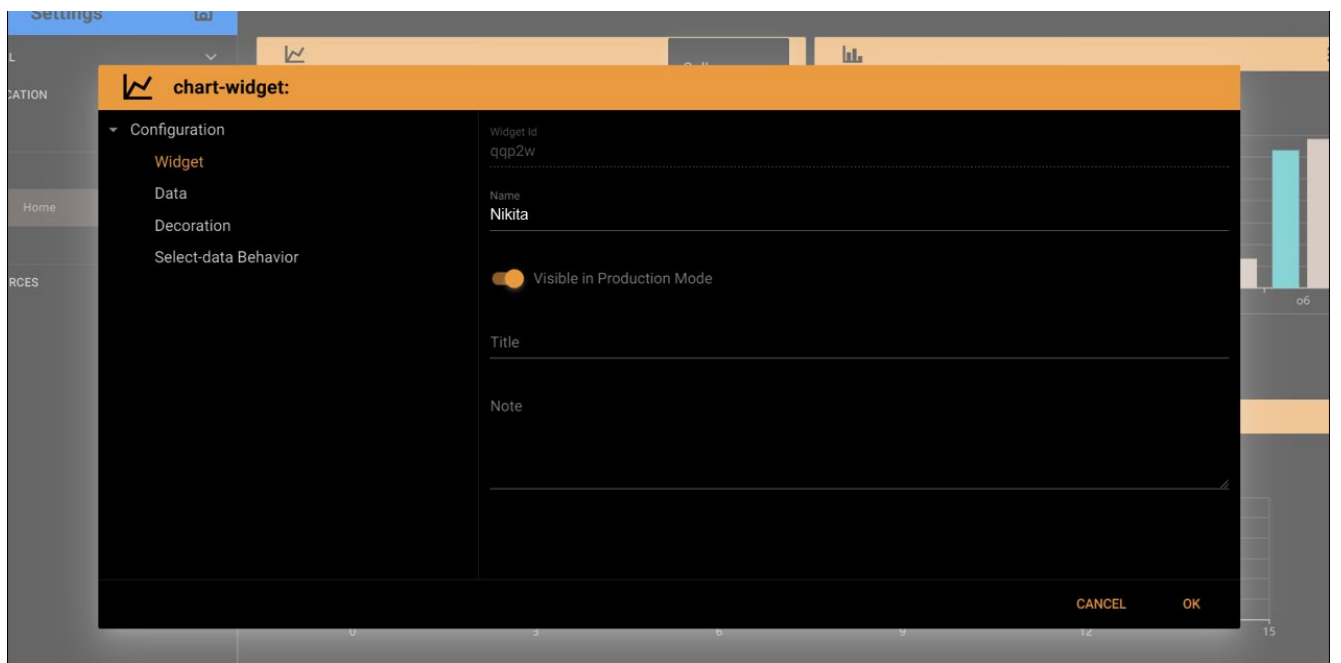 Settings
L
CATION
Home
RCES
chart-widget:
Configuration
Widget
Data
Decoration
Select-data Behavior
Widget Id
qqp2w
Name
Nikita
Visible in Production Mode
Title
Note
CANCEL
OK
o6
0
3
6
9
12
15